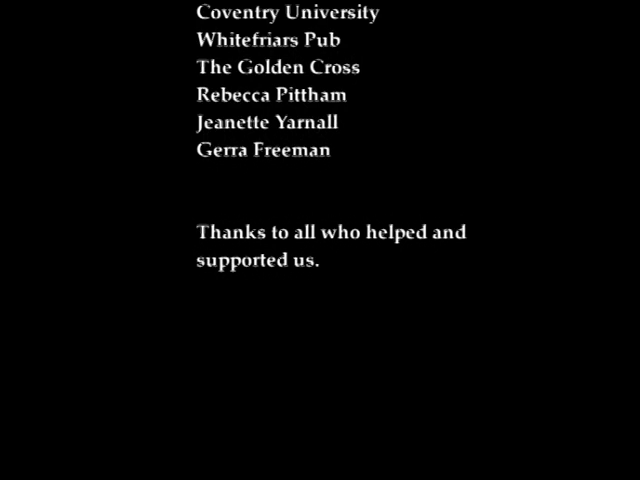 Coventry University
Whitefriars Pub
The Golden Cross
Rebecca Pittham
Jeanette Yarnall
Gerra Freeman
Thanks to all who helped and
supported us.